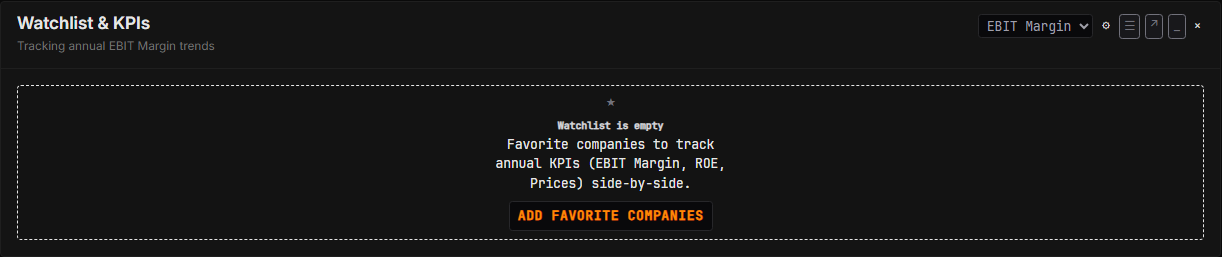 Watchlist & KPIs
Tracking annual EBIT Margin trends
EBIT Margin
Watchlist is empty
Favorite companies to track
annual KPIs (EBIT Margin, ROE,
Prices) side-by-side.
ADD FAVORITE COMPANIES